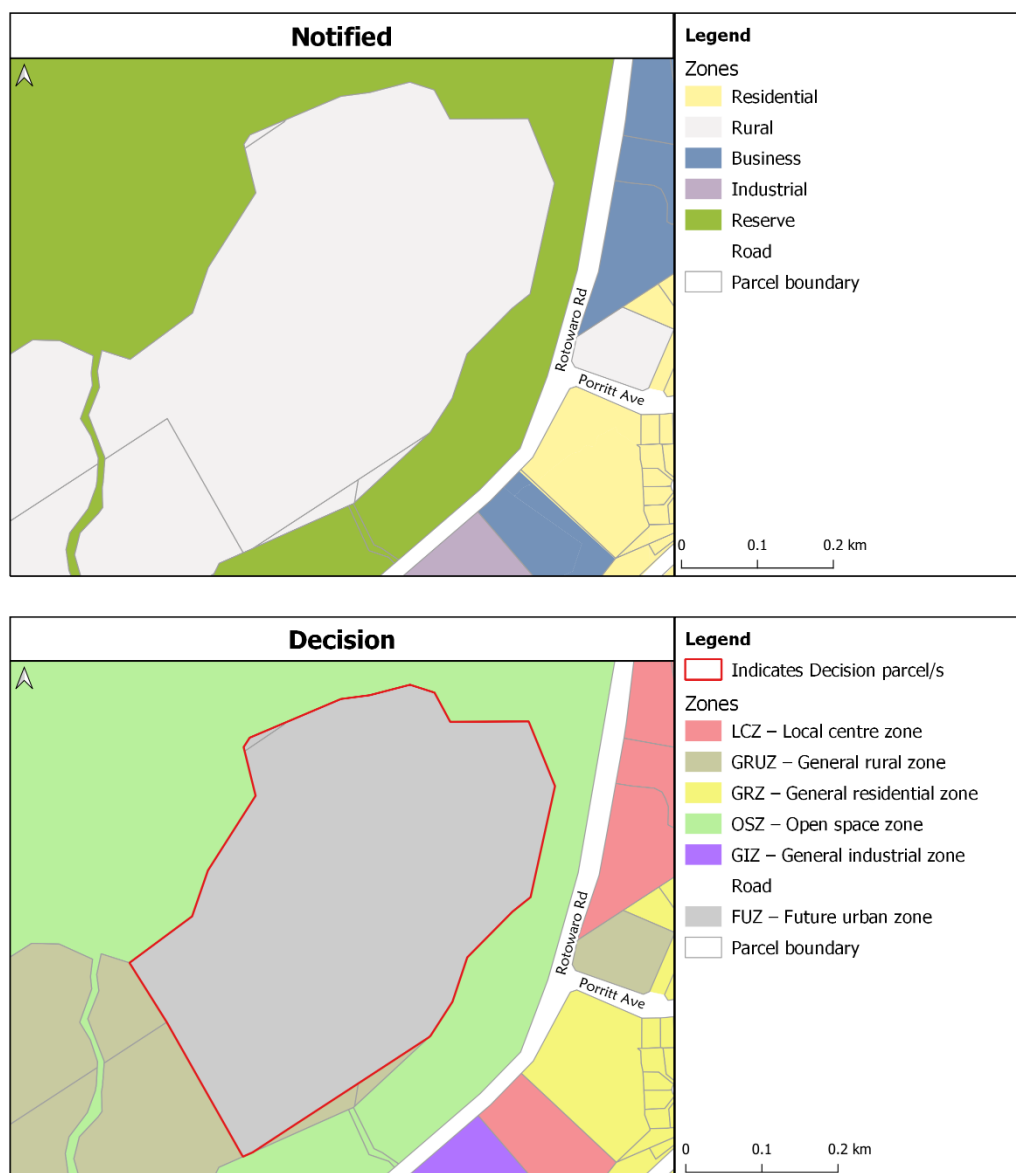 Notified
Rotowaro Rd
Porritt Ave
Legend
Zones
Residential
Rural
Business
Industrial
Reserve
Road
Parcel boundary
0 0.1 0.2 km
Decision
Rotowaro Rd
Porritt Ave
Legend
Indicates Decision parcel/s
Zones
LCZ – Local centre zone
GRUZ – General rural zone
GRZ – General residential zone
OSZ – Open space zone
GIZ – General industrial zone
Road
FUZ – Future urban zone
Parcel boundary
0 0.1 0.2 km